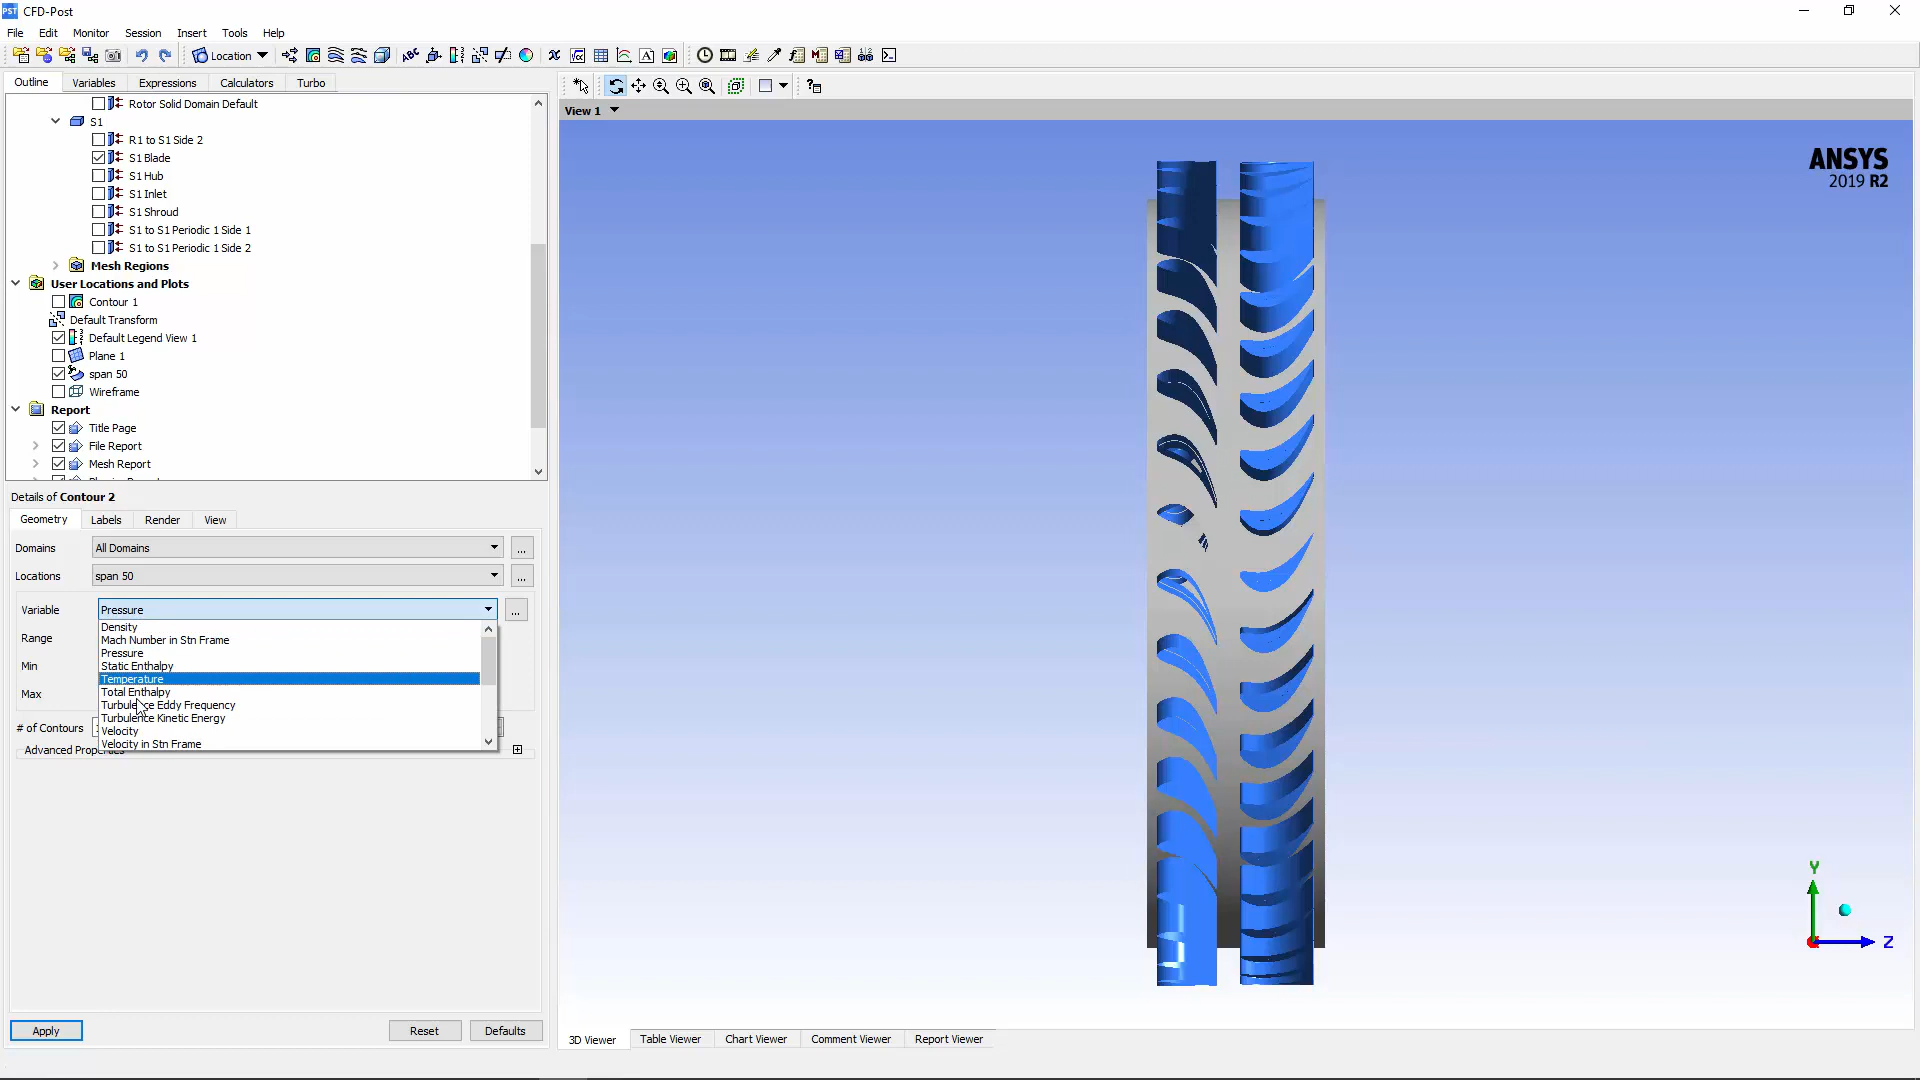 CFD-Post
File Edit Monitor Session Insert Tools Help
Location
Outline Variables Expressions Calculators Turbo
Rotor Solid Domain Default
S1
R1 to S1 Side 2
S1 Blade
S1 Hub
S1 Inlet
S1 Shroud
S1 to S1 Periodic 1 Side 1
S1 to S1 Periodic 1 Side 2
Mesh Regions
User Locations and Plots
Contour 1
Default Transform
Default Legend View 1
Plane 1
span 50
Wireframe
Report
Title Page
File Report
Mesh Report
Details of Contour 2
Geometry Labels Render View
Domains All Domains ...
Locations span 50 ...
Variable Pressure ...
Range
Min
Max
Density
Mach Number in Stn Frame
Pressure
Static Enthalpy
Temperature
Total Enthalpy
Turbulence Eddy Frequency
Turbulence Kinetic Energy
Velocity
Velocity in Stn Frame
# of Contours
Advanced Properties
Apply Reset Defaults
View 1
ANSYS
2019 R2
Y
Z
3D Viewer Table Viewer Chart Viewer Comment Viewer Report Viewer